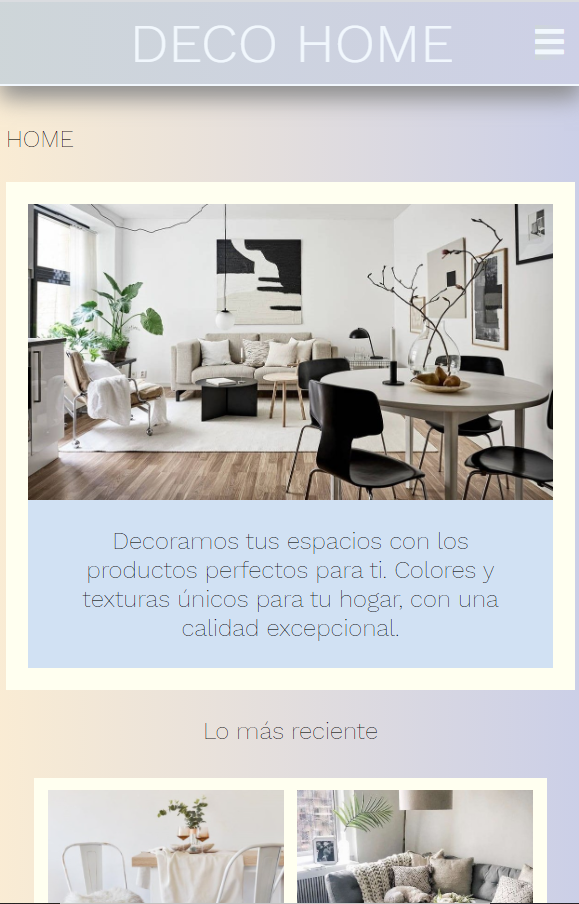 DECO HOME
HOME
Decoramos tus espacios con los
productos perfectos para ti. Colores y
texturas únicos para tu hogar, con una
calidad excepcional.
Lo más reciente